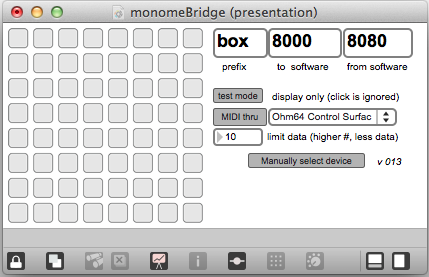 monomeBridge (presentation)
box 8000 8080
prefix to software from software
test mode display only (click is ignored)
MIDI thru Ohm64 Control Surfac
10 limit data (higher #, less data)
Manually select device v 013